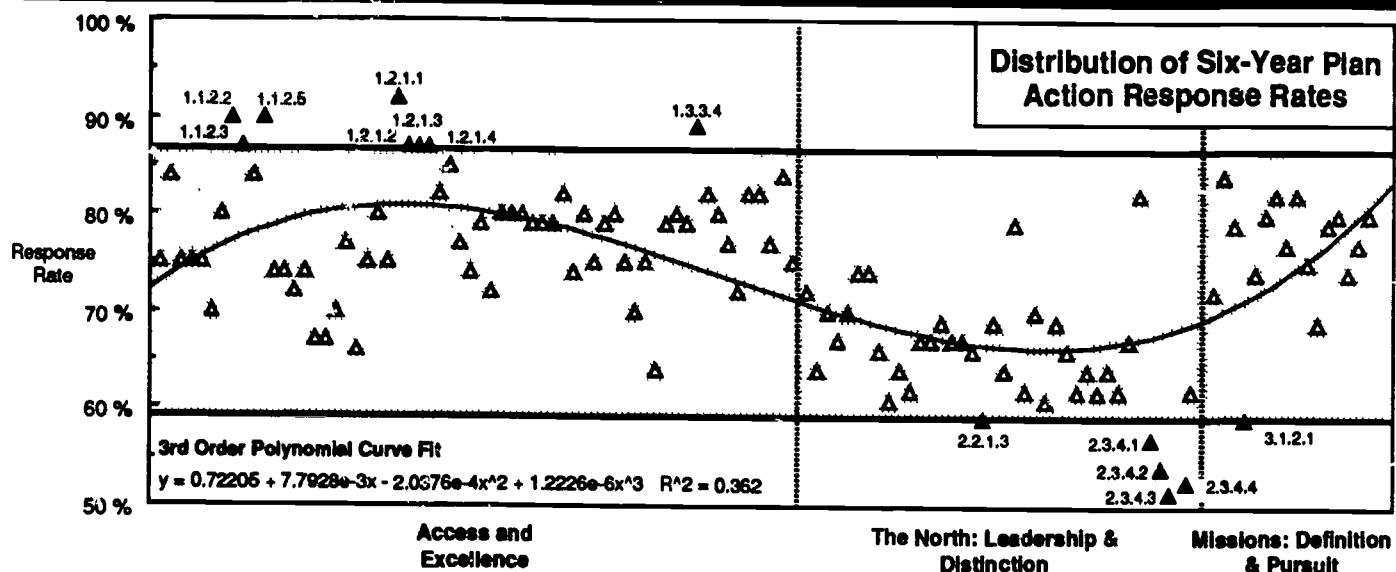 Distribution of Six-Year Plan
Action Response Rates
100 %
90 %
80 %
70 %
60 %
50 %
Response
Rate
1.1.2.2
1.1.2.5
1.1.2.3
1.2.1.1
1.2.1.3
1.2.1.2
1.2.1.4
1.3.3.4
2.2.1.3
2.3.4.1
2.3.4.2
2.3.4.3
2.3.4.4
3.1.2.1
3rd Order Polynomial Curve Fit
y = 0.72205 + 7.7928e-3x - 2.0376e-4x^2 + 1.2226e-6x^3 R^2 = 0.362
Access and
Excellence
The North: Leadership &
Distinction
Missions: Definition
& Pursuit